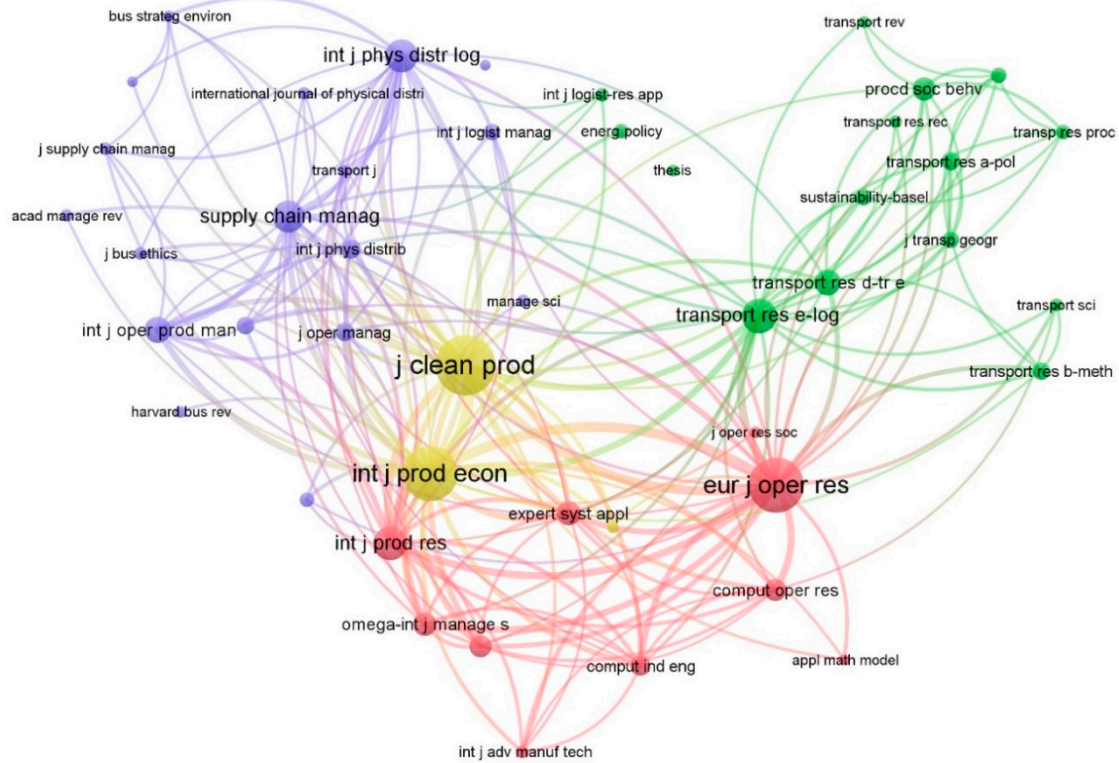 bus strateg environ
transport rev
int j phys distr log
procd soc behv
international journal of physical distri
int j logist-res app
int j logist manag
energ policy
transport res rec
transp res proc
j supply chain manag
transport j
thesis
transport res a-pol
sustainability-basel
acad manage rev
supply chain manag
j bus ethics
int j phys distrib
j transp geogr
transport res d-tr e
manage sci
transport sci
int j oper prod man
j oper manag
transport res e-log
j clean prod
transport res b-meth
harvard bus rev
j oper res soc
int j prod econ
eur j oper res
expert syst appl
int j prod res
comput oper res
omega-int j manage s
comput ind eng
appl math model
int j adv manuf tech